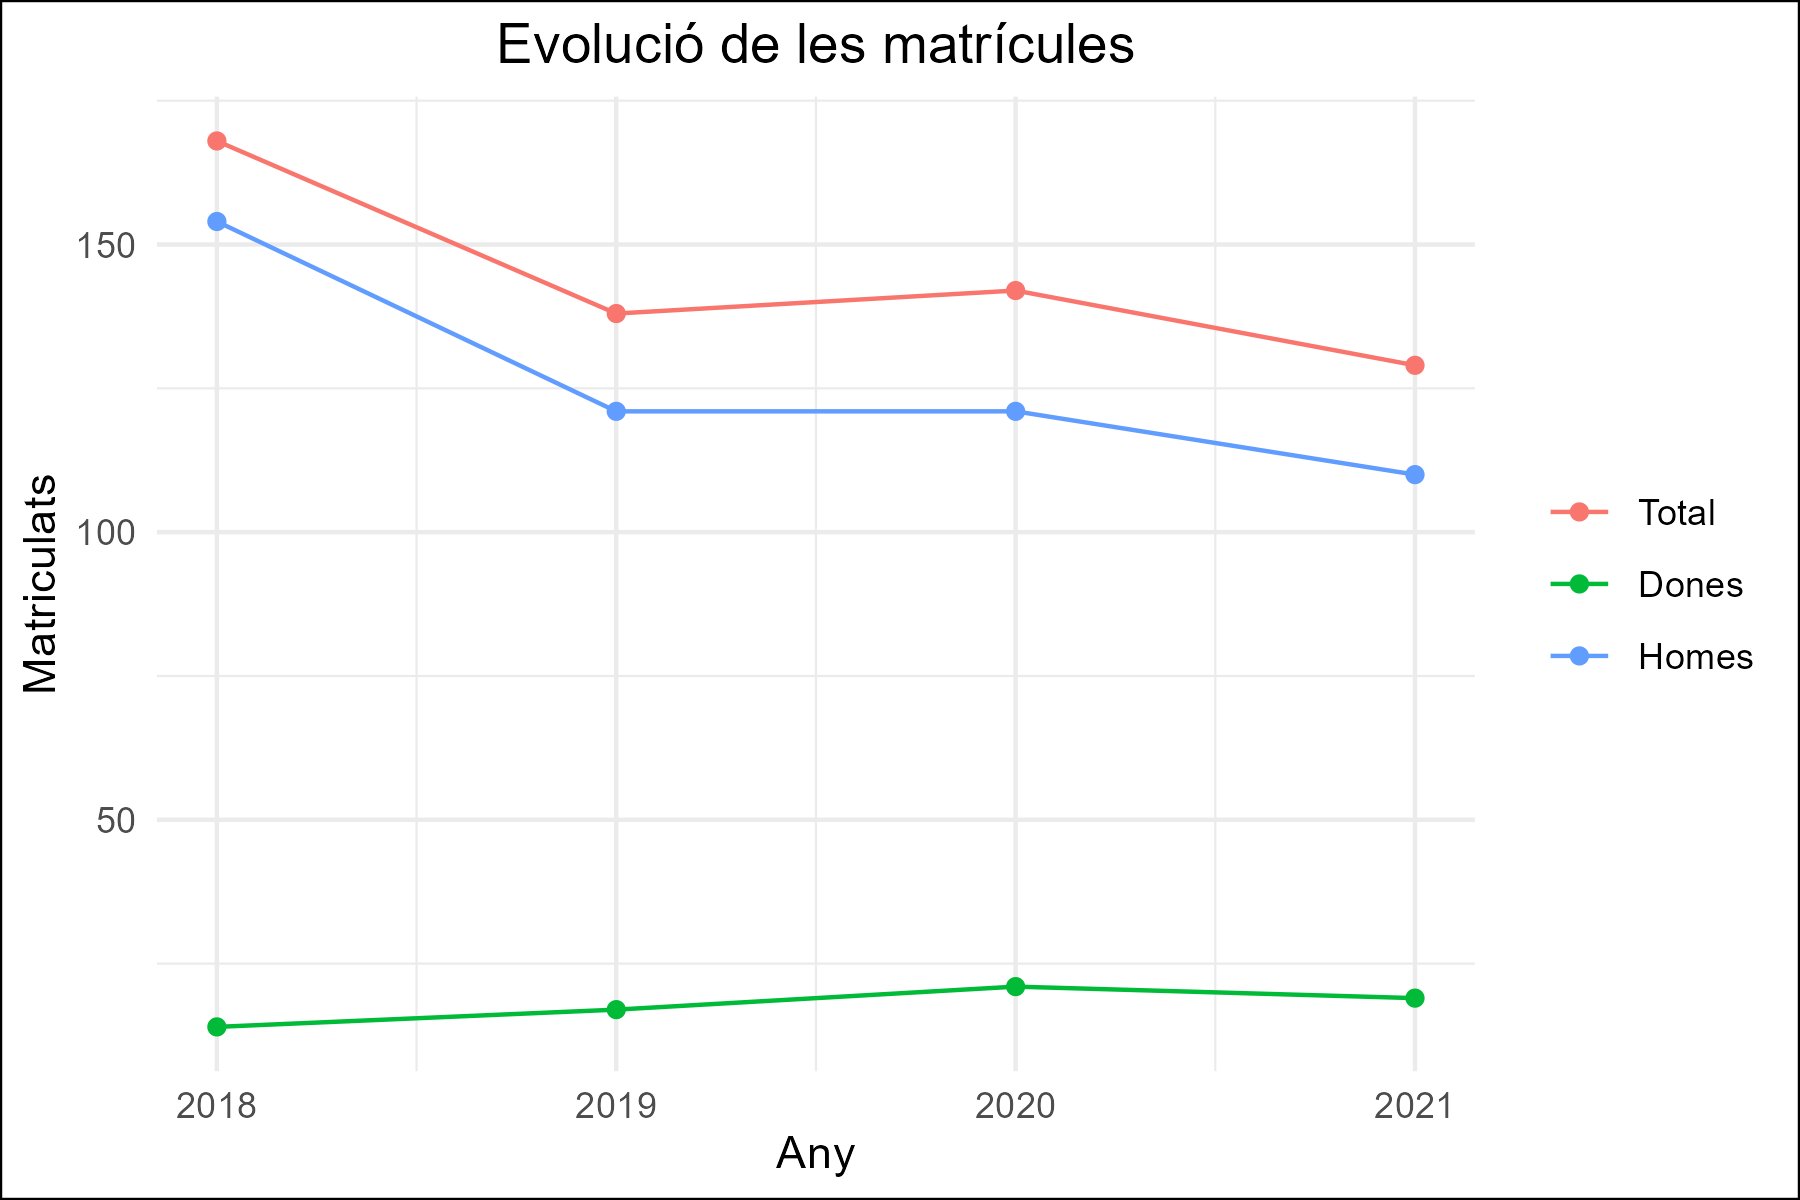 Evolució de les matrícules
Matriculats
150
100
50
2018 2019 2020 2021
Any
Total
Dones
Homes